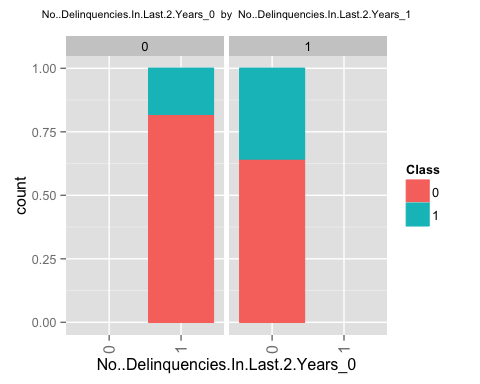 No..Delinquencies.In.Last.2.Years_0 by No..Delinquencies.In.Last.2.Years_1
0 1
1.00
0.75
0.50
0.25
0.00
count
0 1 0 1
No..Delinquencies.In.Last.2.Years_0
Class
0
1